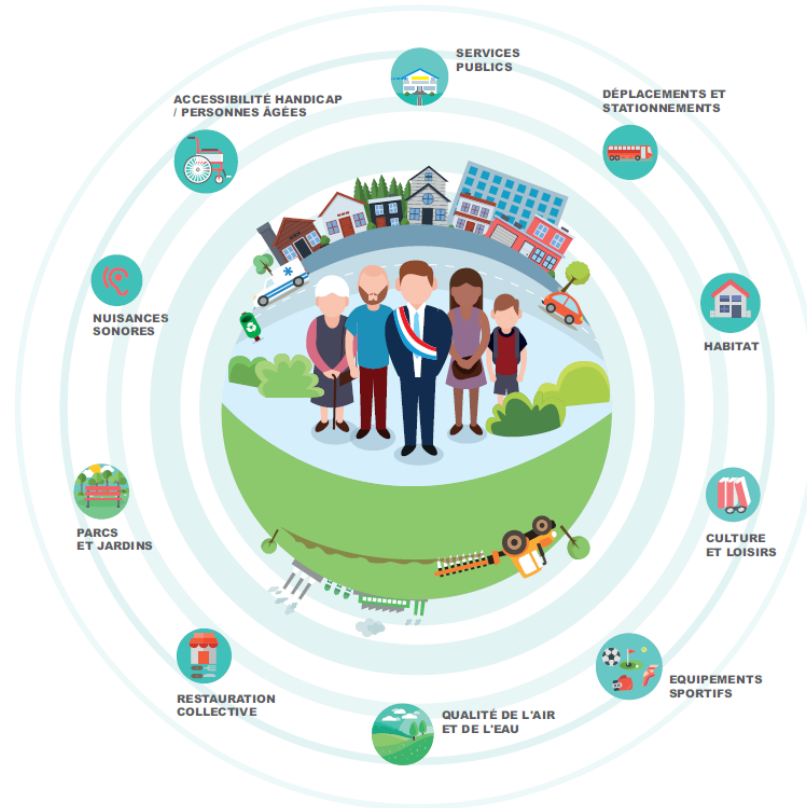 SERVICES
PUBLICS
DÉPLACEMENTS ET
STATIONNEMENTS
ACCESSIBILITÉ HANDICAP
/ PERSONNES ÂGÉES
NUISANCES
SONORES
HABITAT
PARCS
ET JARDINS
CULTURE
ET LOISIRS
RESTAURATION
COLLECTIVE
EQUIPEMENTS
SPORTIFS
QUALITÉ DE L'AIR
ET DE L'EAU